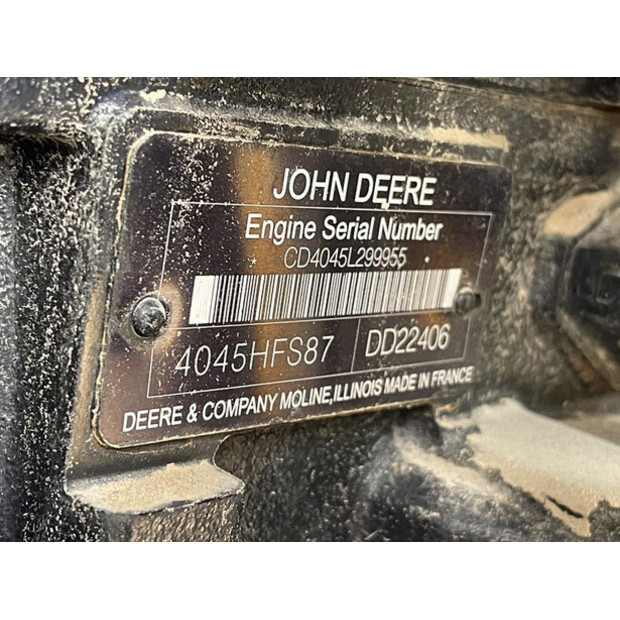 JOHN DEERE
Engine Serial Number
CD4045L299955
4045HFS87 DD22406
DEERE & COMPANY MOLINE,ILLINOIS MADE IN FRANCE